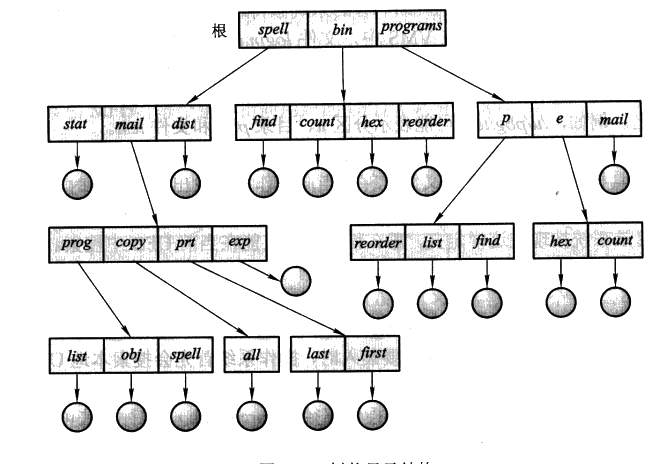 根 spell bin programs
stat mail dist find count hex reorder p e mail
prog copy prt exp reorder list find hex count
list obj spell all last first